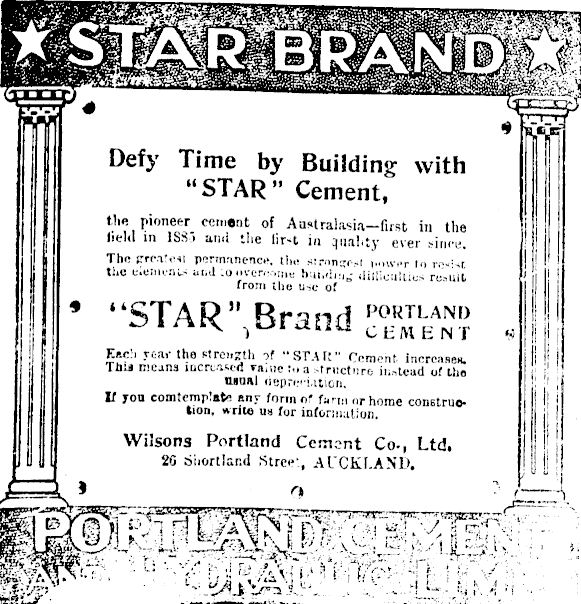 STAR BRAND
Defy Time by Building with
"STAR" Cement,
the pioneer cement of Australasia—first in the
field in 1885 and the first in quality ever since.
The greatest permanence, the strongest power to resist
the elements and to overcome building difficulties result
from the use of
"STAR", Brand PORTLAND
CEMENT
Each year the strength of "STAR" Cement increases.
This means increased value to a structure instead of the
usual depreciation.
If you comtemplate any form of farm or home construc-
tion, write us for information.
Wilsons Portland Cement Co., Ltd.
26 Shortland Street, AUCKLAND.
PORTLAND CEMENT
AND HYDRAULIC LIME